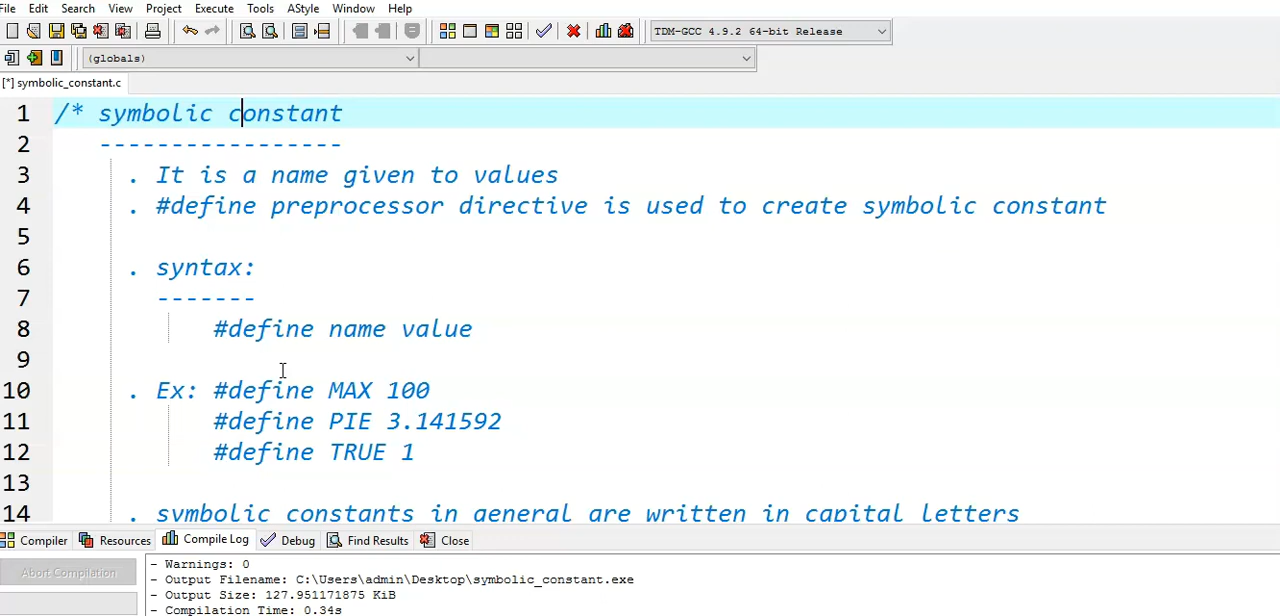 File Edit Search View Project Execute Tools AStyle Window Help
TDM-GCC 4.9.2 64-bit Release
(globals)
[*] symbolic_constant.c
1 /* symbolic constant
2 -----------------
3 . It is a name given to values
4 . #define preprocessor directive is used to create symbolic constant
5
6 . syntax:
7 -------
8 #define name value
9
10 . Ex: #define MAX 100
11 #define PIE 3.141592
12 #define TRUE 1
13
14 . symbolic constants in general are written in capital letters
Compiler Resources Compile Log Debug Find Results Close
Abort Compilation
- Warnings: 0
- Output Filename: C:\Users\admin\Desktop\symbolic_constant.exe
- Output Size: 127.951171875 KiB
- Compilation Time: 0.34s